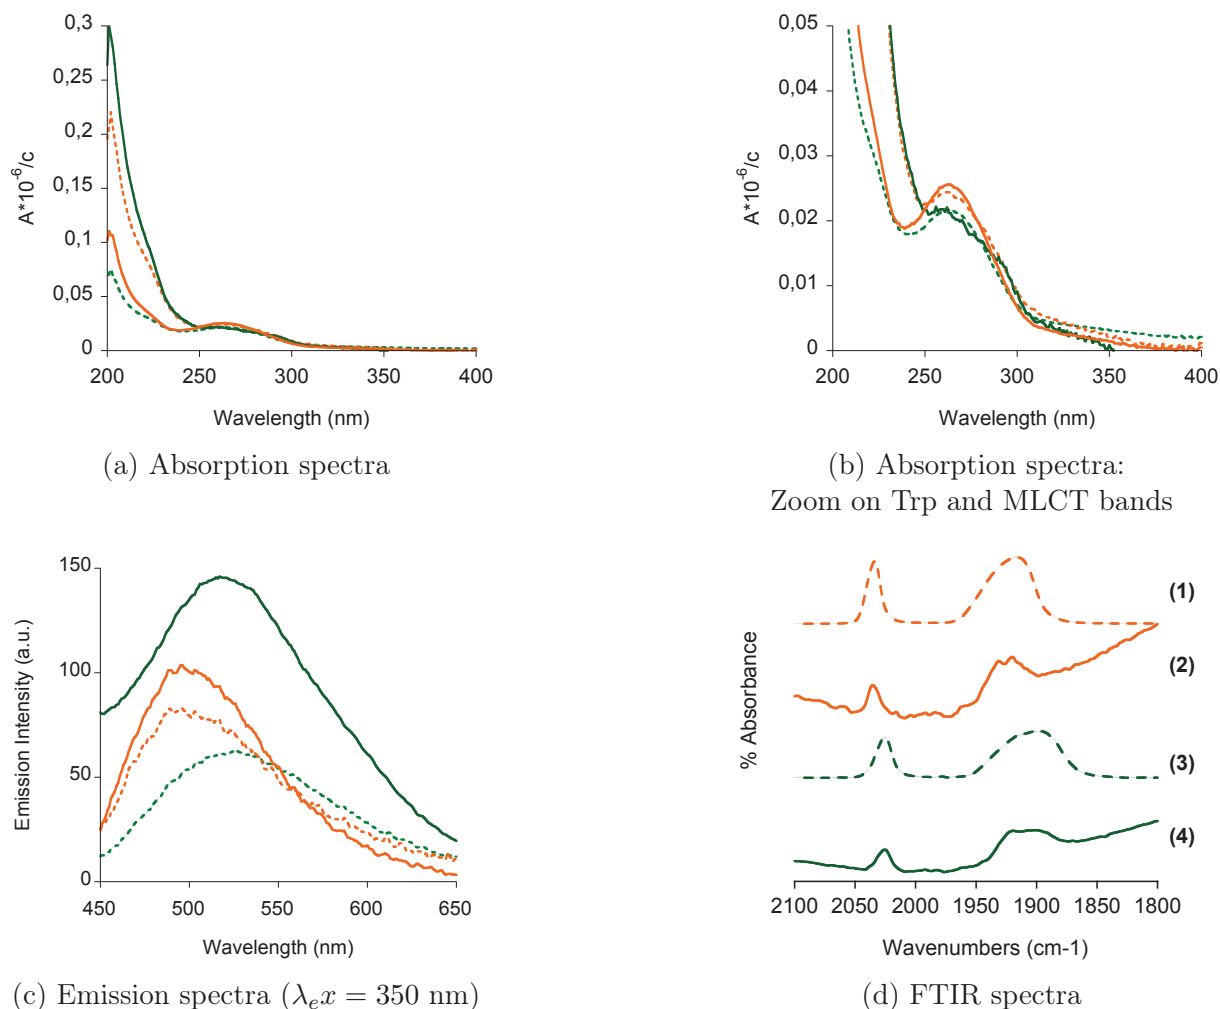 0,3
0,25
0,2
0,15
0,1
0,05
0
200 250 300 350 400
A*10-6/c
Wavelength (nm)
(a) Absorption spectra
0,05
0,04
0,03
0,02
0,01
0
200 250 300 350 400
A*10-6/c
Wavelength (nm)
(b) Absorption spectra:
Zoom on Trp and MLCT bands
150
100
50
0
450 500 550 600 650
Emission Intensity (a.u.)
Wavelength (nm)
(c) Emission spectra (λex = 350 nm)
(1)
(2)
(3)
(4)
% Absorbance
2100 2050 2000 1950 1900 1850 1800
Wavenumbers (cm-1)
(d) FTIR spectra